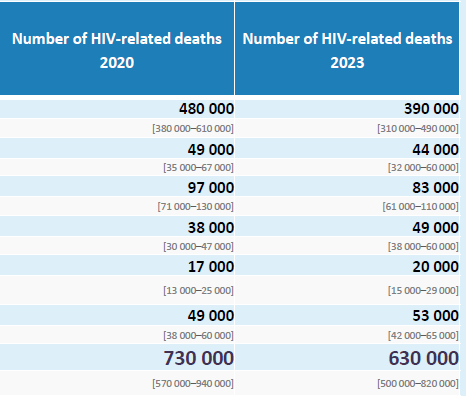 Number of HIV-related deaths 2020 Number of HIV-related deaths 2023
480 000 390 000
[380 000–610 000] [310 000–490 000]
49 000 44 000
[35 000–67 000] [32 000–60 000]
97 000 83 000
[71 000–130 000] [61 000–110 000]
38 000 49 000
[30 000–47 000] [38 000–60 000]
17 000 20 000
[13 000–25 000] [15 000–29 000]
49 000 53 000
[38 000–60 000] [42 000–65 000]
730 000 630 000
[570 000–940 000] [500 000–820 000]